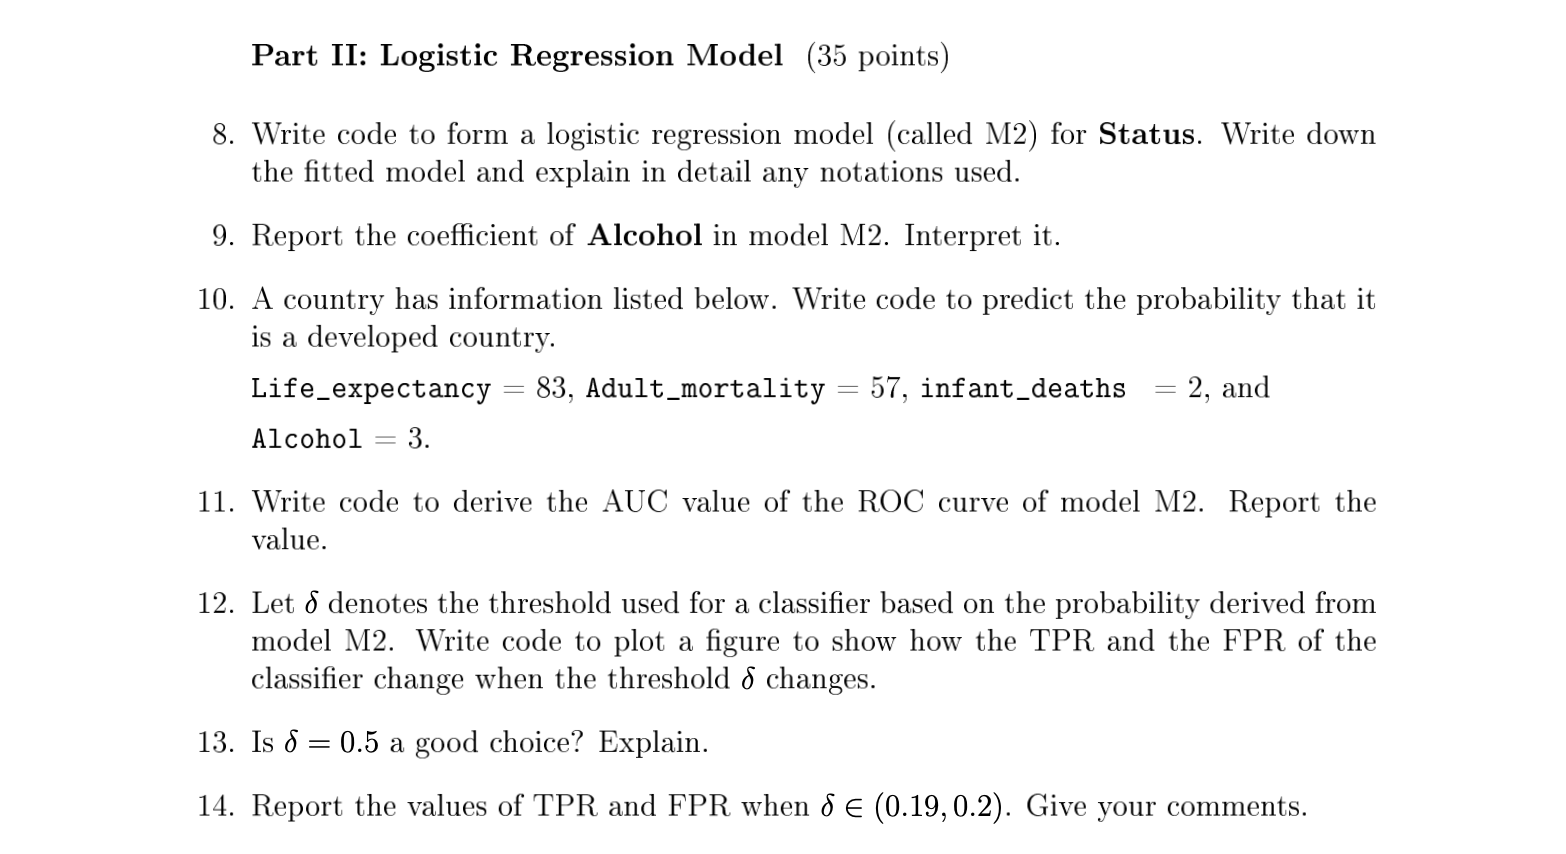 Part II: Logistic Regression Model (35 points)
8. Write code to form a logistic regression model (called M2) for Status. Write down
the fitted model and explain in detail any notations used.
9. Report the coefficient of Alcohol in model M2. Interpret it.
10. A country has information listed below. Write code to predict the probability that it
is a developed country.
Life_expectancy = 83, Adult_mortality = 57, infant_deaths = 2, and
Alcohol = 3.
11. Write code to derive the AUC value of the ROC curve of model M2. Report the
value.
12. Let δ denotes the threshold used for a classifier based on the probability derived from
model M2. Write code to plot a figure to show how the TPR and the FPR of the
classifier change when the threshold δ changes.
13. Is δ = 0.5 a good choice? Explain.
14. Report the values of TPR and FPR when δ ∈ (0.19, 0.2). Give your comments.